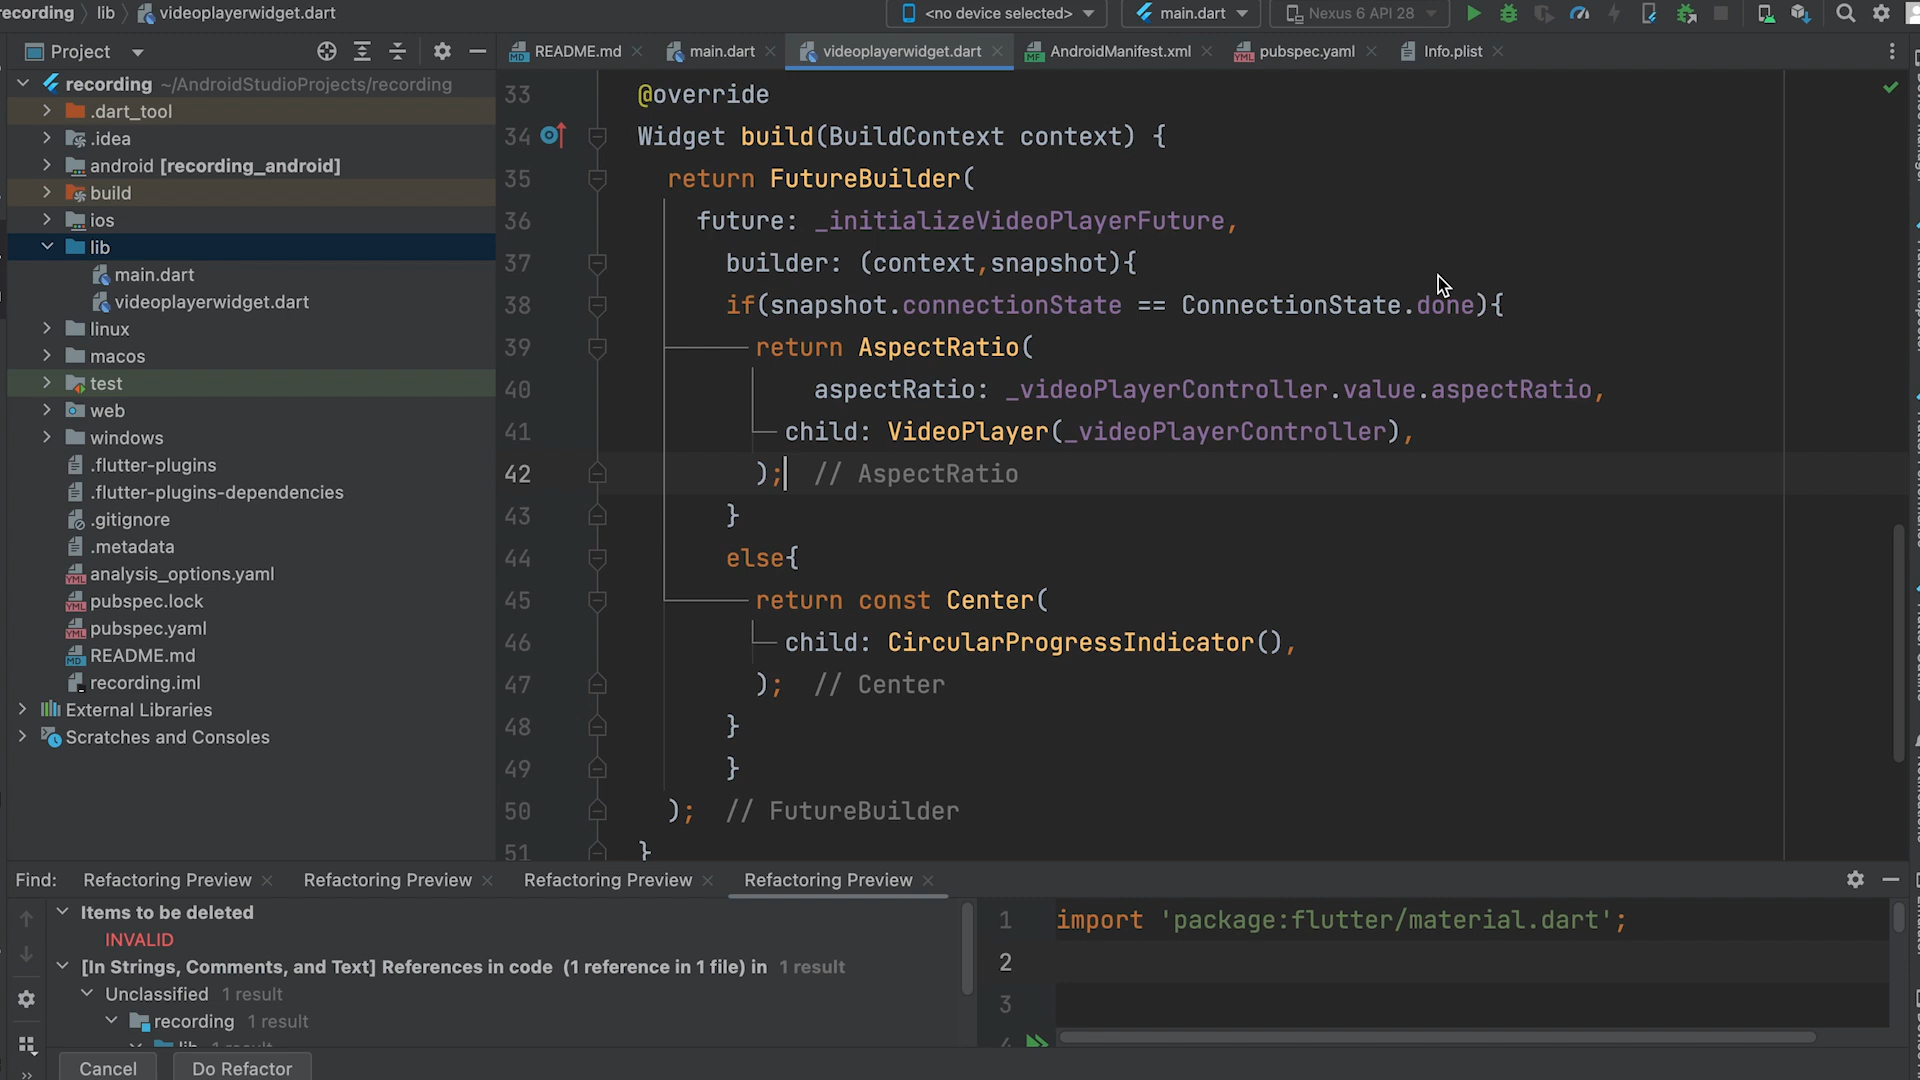 recording lib videoplayerwidget.dart
<no device selected> main.dart Nexus 6 API 28
Project
README.md main.dart videoplayerwidget.dart AndroidManifest.xml pubspec.yaml Info.plist
recording ~/AndroidStudioProjects/recording
.dart_tool
.idea
android [recording_android]
build
ios
lib
main.dart
videoplayerwidget.dart
linux
macos
test
web
windows
.flutter-plugins
.flutter-plugins-dependencies
.gitignore
.metadata
analysis_options.yaml
pubspec.lock
pubspec.yaml
README.md
recording.iml
External Libraries
Scratches and Consoles
33 @override
34 Widget build(BuildContext context) {
35 return FutureBuilder(
36 future: _initializeVideoPlayerFuture,
37 builder: (context,snapshot){
38 if(snapshot.connectionState == ConnectionState.done){
39 return AspectRatio(
40 aspectRatio: _videoPlayerController.value.aspectRatio,
41 child: VideoPlayer(_videoPlayerController),
42 ); // AspectRatio
43 }
44 else{
45 return const Center(
46 child: CircularProgressIndicator(),
47 ); // Center
48 }
49 }
50 ); // FutureBuilder
51 }
Find: Refactoring Preview Refactoring Preview Refactoring Preview Refactoring Preview
Items to be deleted
INVALID
[In Strings, Comments, and Text] References in code (1 reference in 1 file) in 1 result
Unclassified 1 result
recording 1 result
lib 1 result
Cancel Do Refactor
1 import 'package:flutter/material.dart';
2
3
4